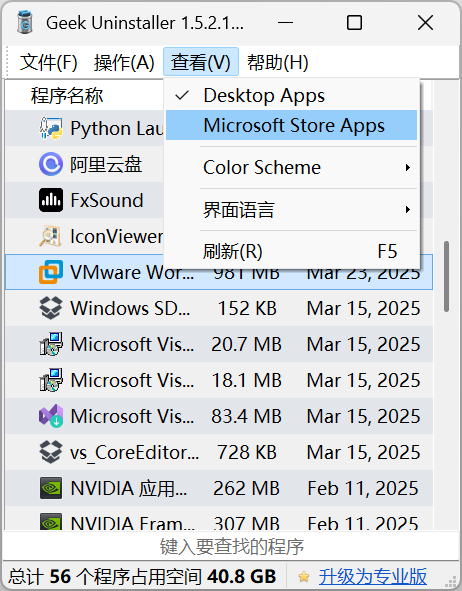 Geek Uninstaller 1.5.2.1...
文件(F) 操作(A) 查看(V) 帮助(H)
程序名称
Desktop Apps
Microsoft Store Apps
Color Scheme
界面语言
刷新(R) F5
Python Lau
阿里云盘
FxSound
IconViewer
VMware Wor... 981 MB Mar 23, 2025
Windows SD... 152 KB Mar 15, 2025
Microsoft Vis... 20.7 MB Mar 15, 2025
Microsoft Vis... 18.1 MB Mar 15, 2025
Microsoft Vis... 83.4 MB Mar 15, 2025
vs_CoreEditor... 728 KB Mar 15, 2025
NVIDIA 应用... 262 MB Feb 11, 2025
NVIDIA Fram... 307 MB Feb 11, 2025
键入要查找的程序
总计 56 个程序占用空间 40.8 GB 升级为专业版